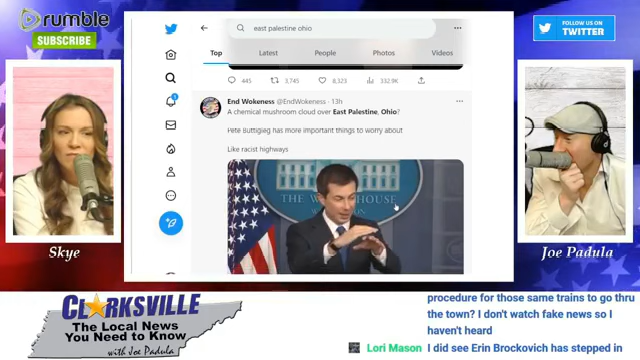 rumble
SUBSCRIBE
east palestine ohio
FOLLOW US ON
TWITTER
Top
Latest
People
Photos
Videos
445
3,745
8,323
332.9K
End Wokeness @EndWokeness · 13h
A chemical mushroom cloud over East Palestine, Ohio?
Pete Buttigieg has more important things to worry about
Like racist highways
THE WHITE HOUSE
Skye
Joe Padula
CLARKSVILLE
The Local News
You Need to Know
with Joe Padula
procedure for those same trains to go thru
the town? I don't watch fake news so I
haven't heard
Lori Mason I did see Erin Brockovich has stepped in